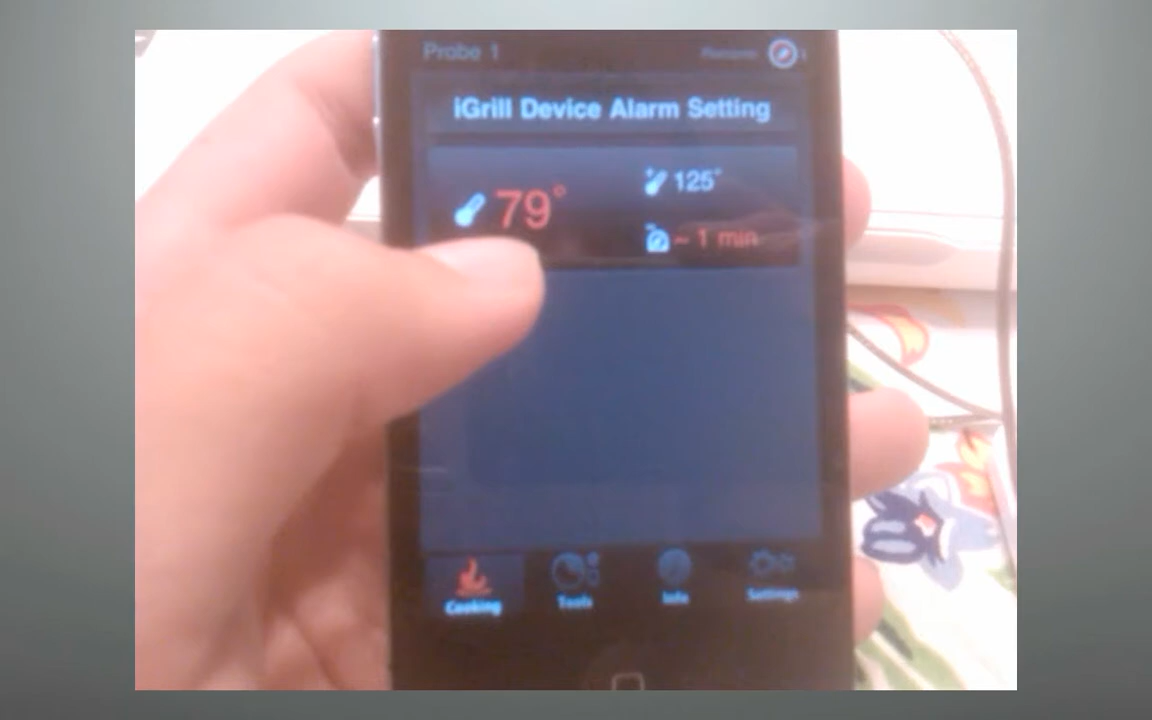 Probe 1
iGrill Device Alarm Setting
79°
125°
~ 1 min
Cooking
Tools
Info
Settings